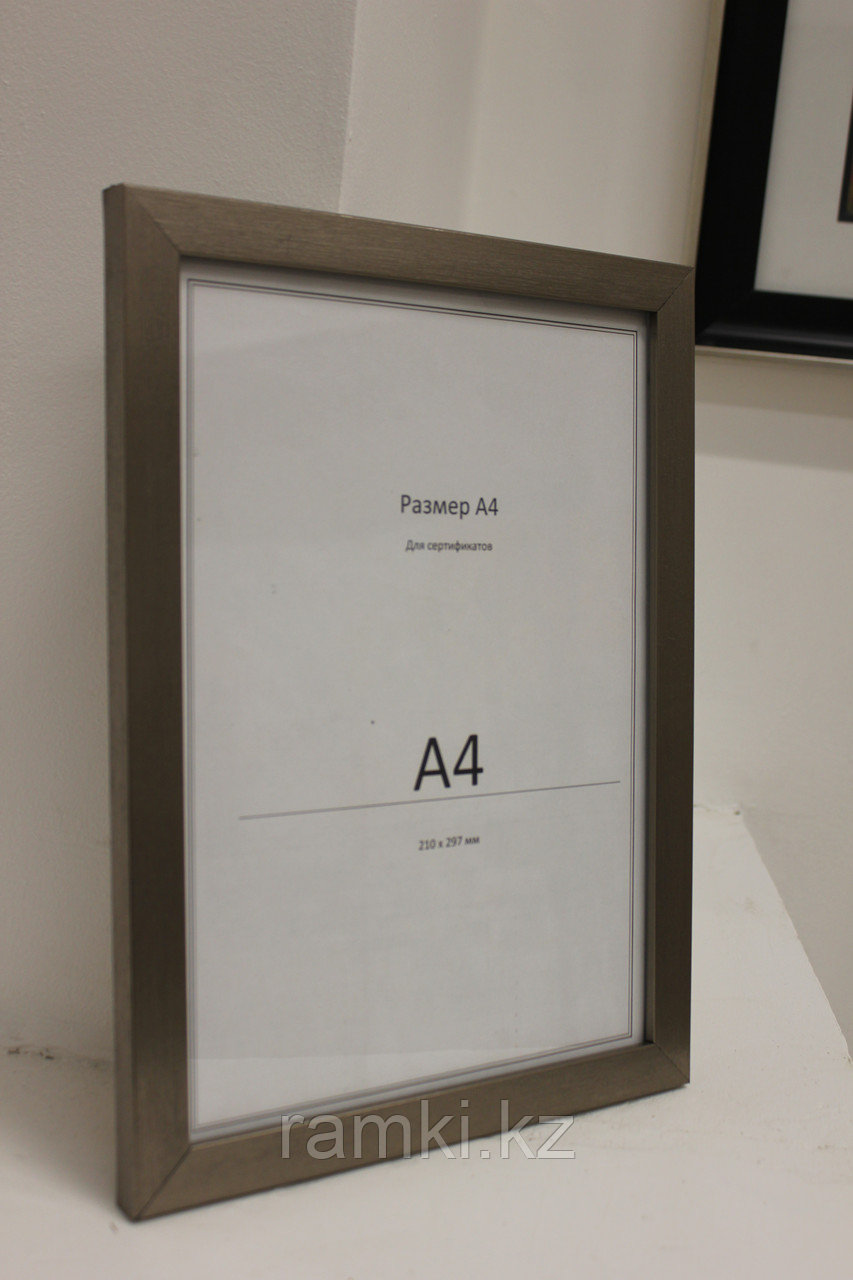 Размер А4
Для сертификатов
А4
210 x 297 мм
ramki.kz